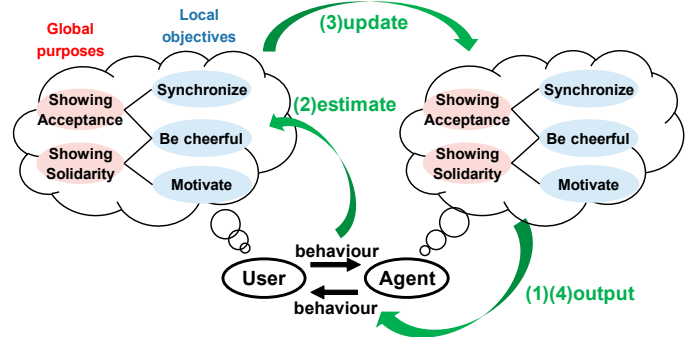 Global
purposes
Local
objectives
(3)update
Showing
Acceptance
Showing
Solidarity
Synchronize
Be cheerful
Motivate
(2)estimate
Showing
Acceptance
Showing
Solidarity
Synchronize
Be cheerful
Motivate
behaviour
User
Agent
behaviour
(1)(4)output